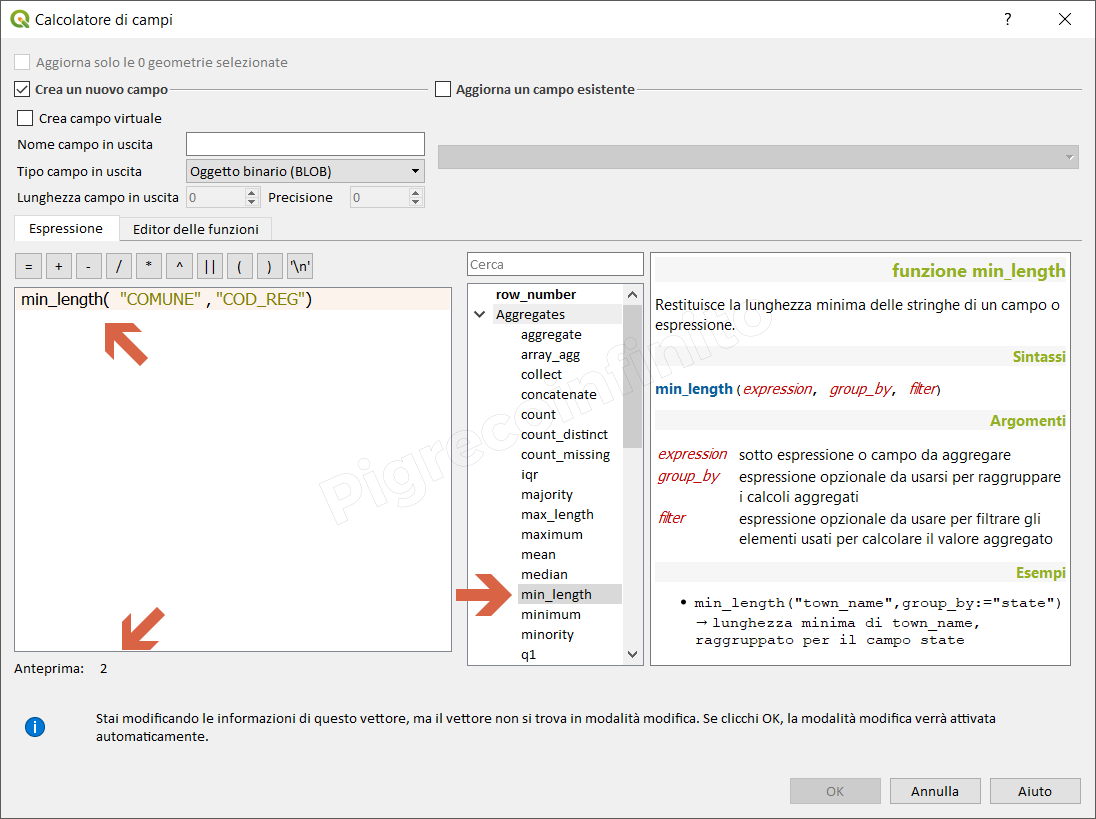 Calcolatore di campi
?
Aggiorna solo le 0 geometrie selezionate
Crea un nuovo campo
Aggiorna un campo esistente
Crea campo virtuale
Nome campo in uscita
Tipo campo in uscita Oggetto binario (BLOB)
Lunghezza campo in uscita 0 Precisione 0
Espressione Editor delle funzioni
= + - / * ^ || ( ) '\n'
min_length( "COMUNE" , "COD_REG")
Anteprima: 2
Cerca
row_number
Aggregates
aggregate
array_agg
collect
concatenate
count
count_distinct
count_missing
iqr
majority
max_length
maximum
mean
median
min_length
minimum
minority
q1
funzione min_length
Restituisce la lunghezza minima delle stringhe di un campo o
espressione.
Sintassi
min_length(expression, group_by, filter)
Argomenti
expression sotto espressione o campo da aggregare
group_by espressione opzionale da usarsi per raggruppare
i calcoli aggregati
filter espressione opzionale da usare per filtrare gli
elementi usati per calcolare il valore aggregato
Esempi
• min_length("town_name",group_by:="state")
→ lunghezza minima di town_name,
raggruppato per il campo state
Pigrecoinfinito
Stai modificando le informazioni di questo vettore, ma il vettore non si trova in modalità modifica. Se clicchi OK, la modalità modifica verrà attivata
automaticamente.
OK Annulla Aiuto